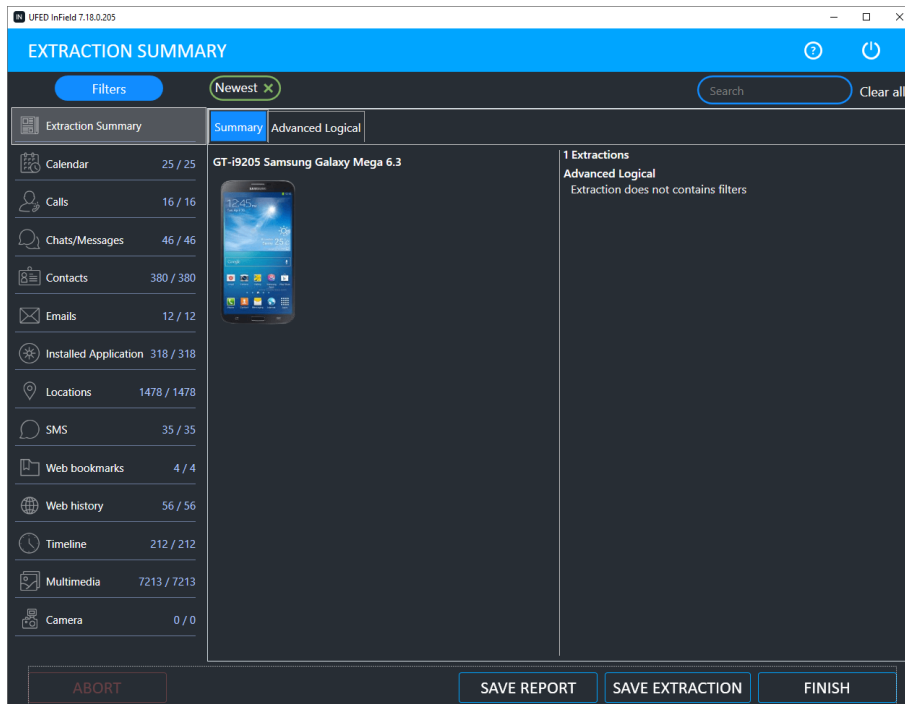 IN UFED InField 7.18.0.205
EXTRACTION SUMMARY
Filters
Newest
Search
Clear all
Extraction Summary
Summary
Advanced Logical
Calendar 25 / 25
Calls 16 / 16
Chats/Messages 46 / 46
Contacts 380 / 380
Emails 12 / 12
Installed Application 318 / 318
Locations 1478 / 1478
SMS 35 / 35
Web bookmarks 4 / 4
Web history 56 / 56
Timeline 212 / 212
Multimedia 7213 / 7213
Camera 0 / 0
GT-i9205 Samsung Galaxy Mega 6.3
SAMSUNG
12:45
1 Extractions
Advanced Logical
Extraction does not contains filters
ABORT
SAVE REPORT
SAVE EXTRACTION
FINISH